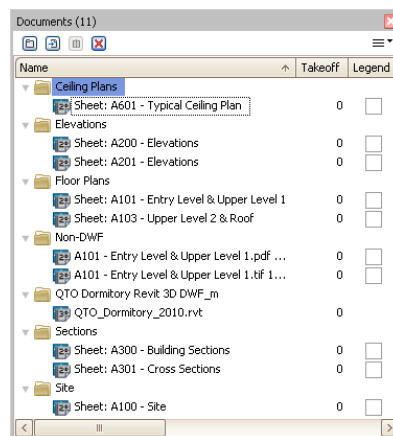 Documents (11)
Name Takeoff Legend
Ceiling Plans
Sheet: A601 - Typical Ceiling Plan 0
Elevations
Sheet: A200 - Elevations 0
Sheet: A201 - Elevations 0
Floor Plans
Sheet: A101 - Entry Level & Upper Level 1 0
Sheet: A103 - Upper Level 2 & Roof 0
Non-DWF
A101 - Entry Level & Upper Level 1.pdf ... 0
A101 - Entry Level & Upper Level 1.tif 1... 0
QTO Dormitory Revit 3D DWF_m
QTO_Dormitory_2010.rvt 0
Sections
Sheet: A300 - Building Sections 0
Sheet: A301 - Cross Sections 0
Site
Sheet: A100 - Site 0